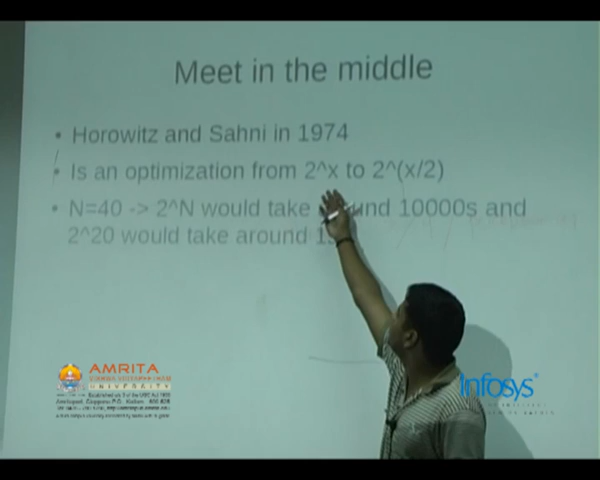 Meet in the middle
• Horowitz and Sahni in 1974
• Is an optimization from 2^x to 2^(x/2)
• N=40 -> 2^N would take around 10000s and
2^20 would take around 1s
AMRITA
UNIVERSITY
Infosys